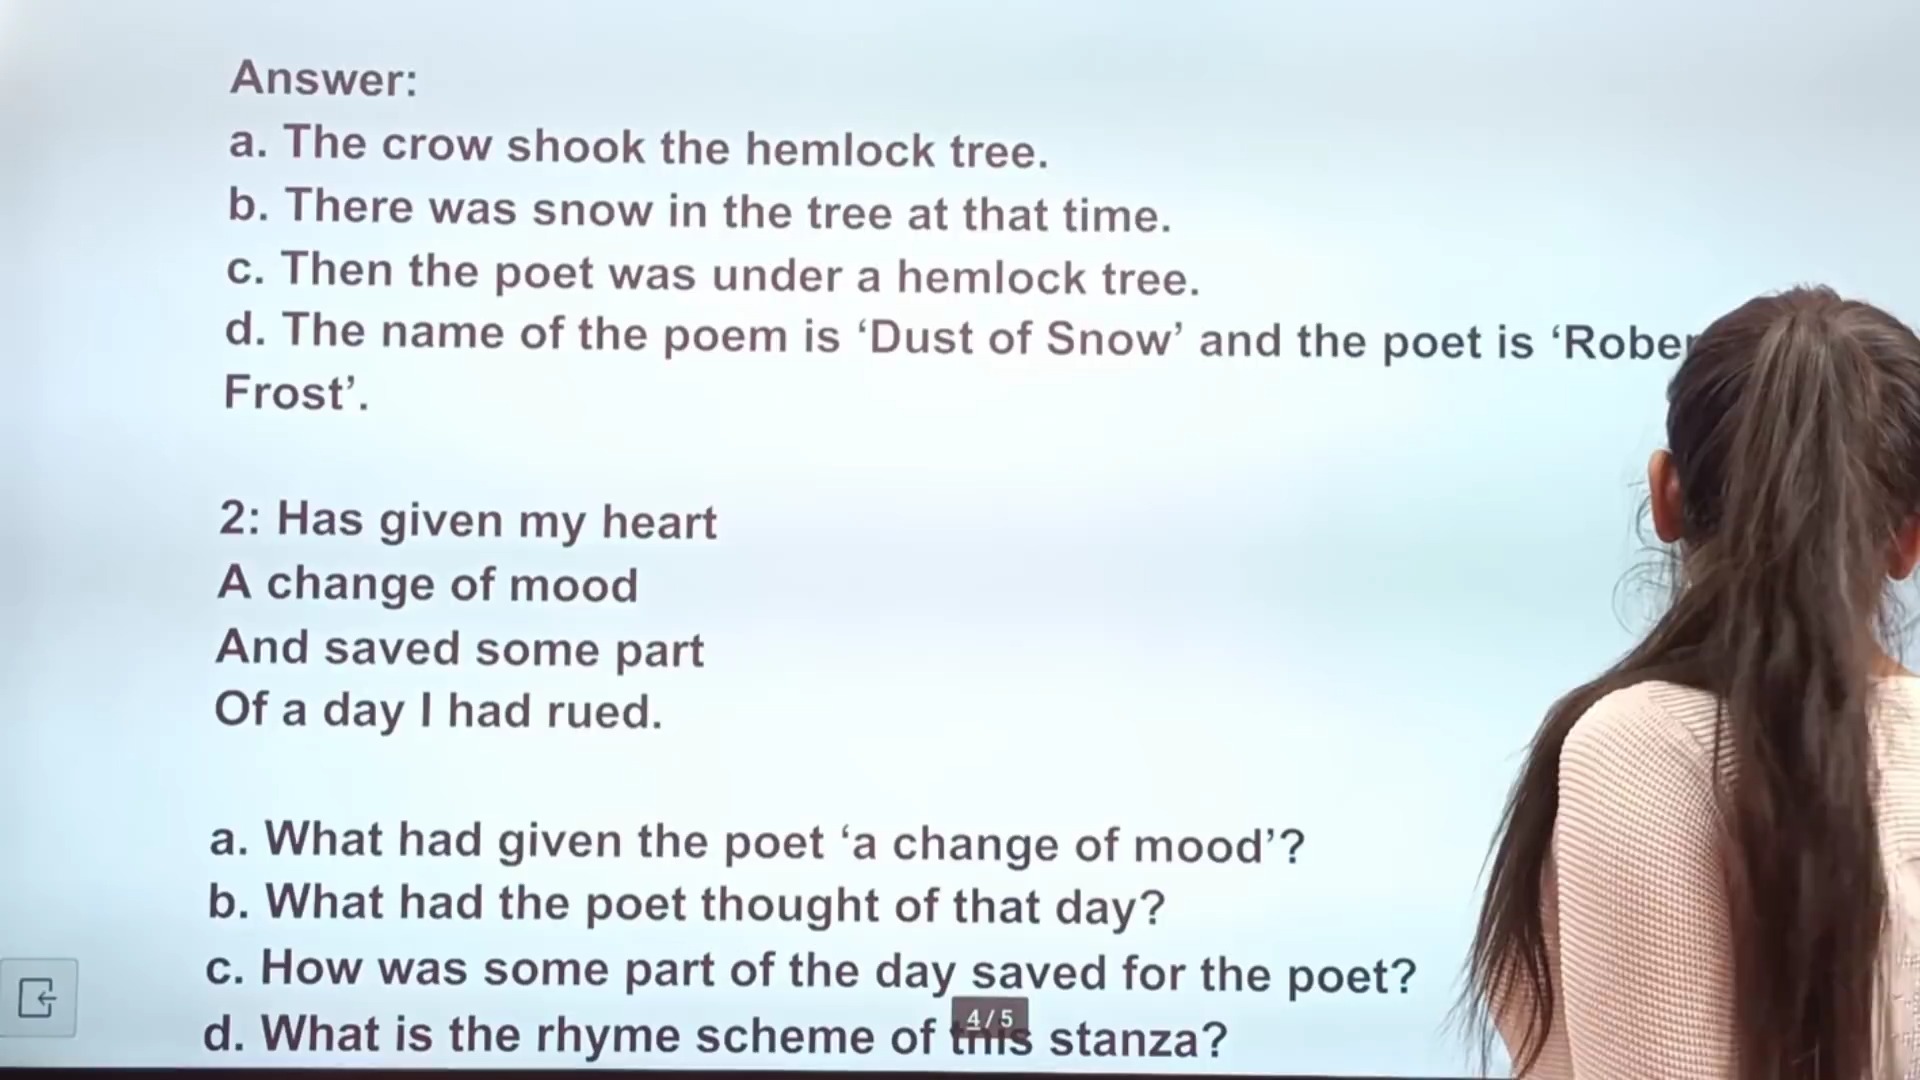 Answer:
a. The crow shook the hemlock tree.
b. There was snow in the tree at that time.
c. Then the poet was under a hemlock tree.
d. The name of the poem is ‘Dust of Snow’ and the poet is
Frost’.
2: Has given my heart
A change of mood
And saved some part
Of a day I had rued.
a. What had given the poet ‘a change of mood’?
b. What had the poet thought of that day?
c. How was some part of the day saved for the poet?
d. What is the rhyme scheme of this stanza?
4/5